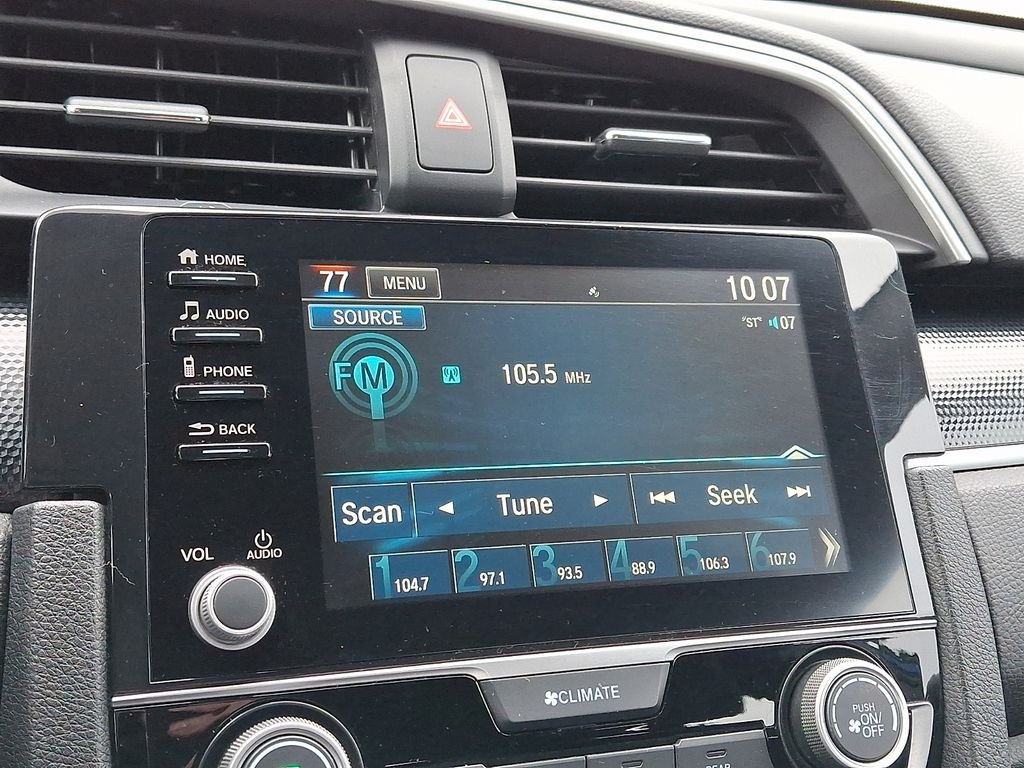 HOME
AUDIO
PHONE
BACK
VOL
AUDIO
77 MENU 10 07
SOURCE
"ST" 07
FM 105.5 MHz
Scan Tune Seek
1 104.7 2 97.1 3 93.5 4 88.9 5 106.3 6 107.9
CLIMATE
PUSH
ON/
OFF
REAR